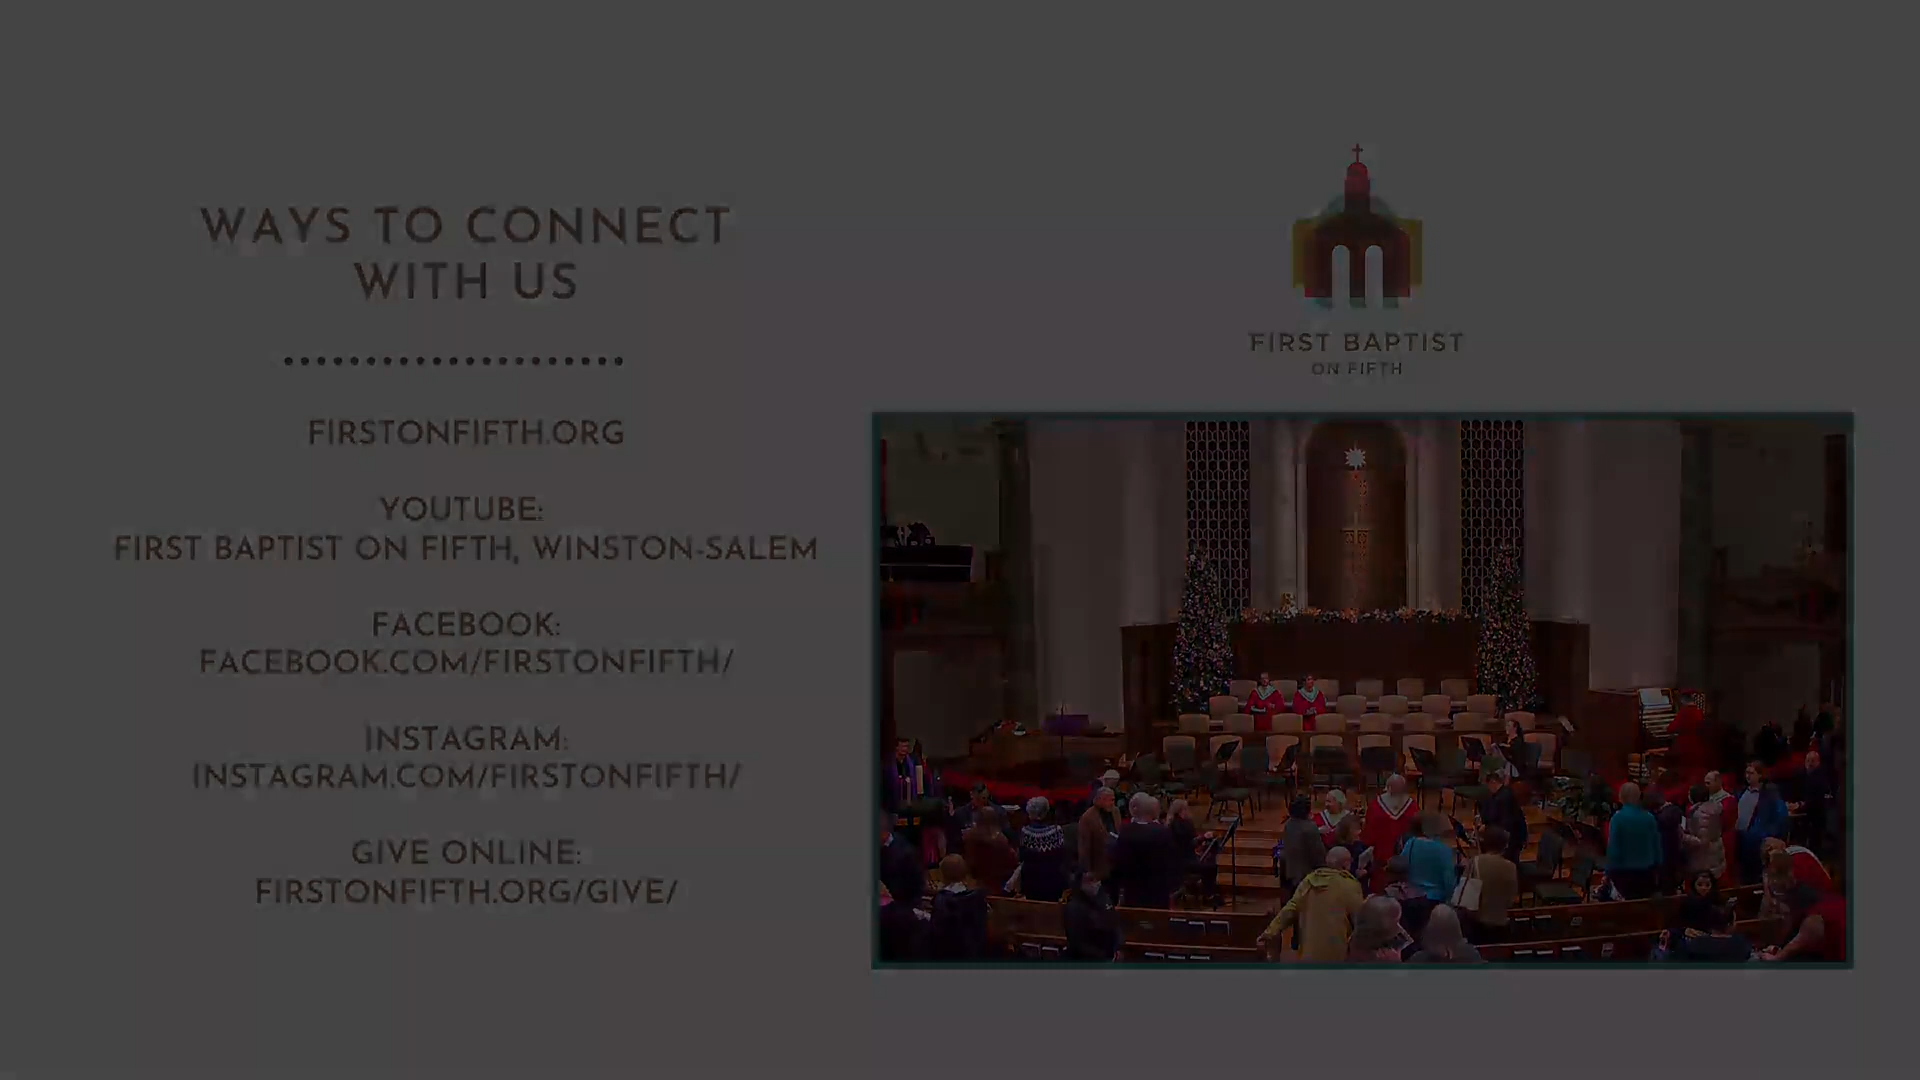 WAYS TO CONNECT
WITH US
FIRSTONFIFTH.ORG
YOUTUBE:
FIRST BAPTIST ON FIFTH, WINSTON-SALEM
FACEBOOK:
FACEBOOK.COM/FIRSTONFIFTH/
INSTAGRAM:
INSTAGRAM.COM/FIRSTONFIFTH/
GIVE ONLINE:
FIRSTONFIFTH.ORG/GIVE/
FIRST BAPTIST
ON FIFTH